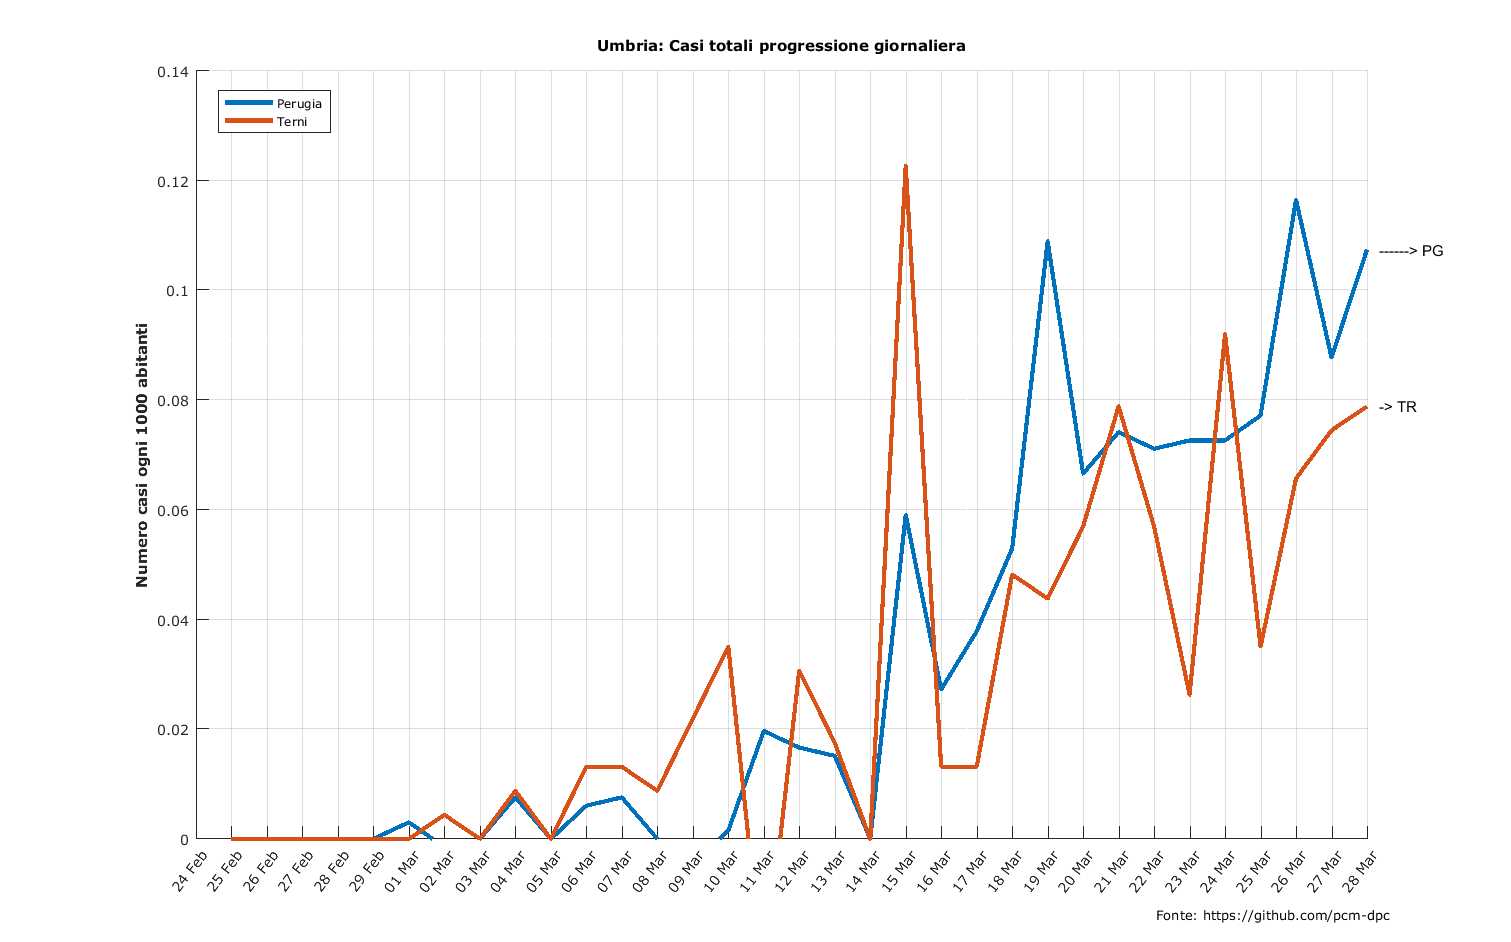 Umbria: Casi totali progressione giornaliera
0.14
0.12
0.1
0.08
0.06
0.04
0.02
0
Numero casi ogni 1000 abitanti
Perugia
Terni
------> PG
-> TR
24 Feb
25 Feb
26 Feb
27 Feb
28 Feb
29 Feb
01 Mar
02 Mar
03 Mar
04 Mar
05 Mar
06 Mar
07 Mar
08 Mar
09 Mar
10 Mar
11 Mar
12 Mar
13 Mar
14 Mar
15 Mar
16 Mar
17 Mar
18 Mar
19 Mar
20 Mar
21 Mar
22 Mar
23 Mar
24 Mar
25 Mar
26 Mar
27 Mar
28 Mar
Fonte: https://github.com/pcm-dpc